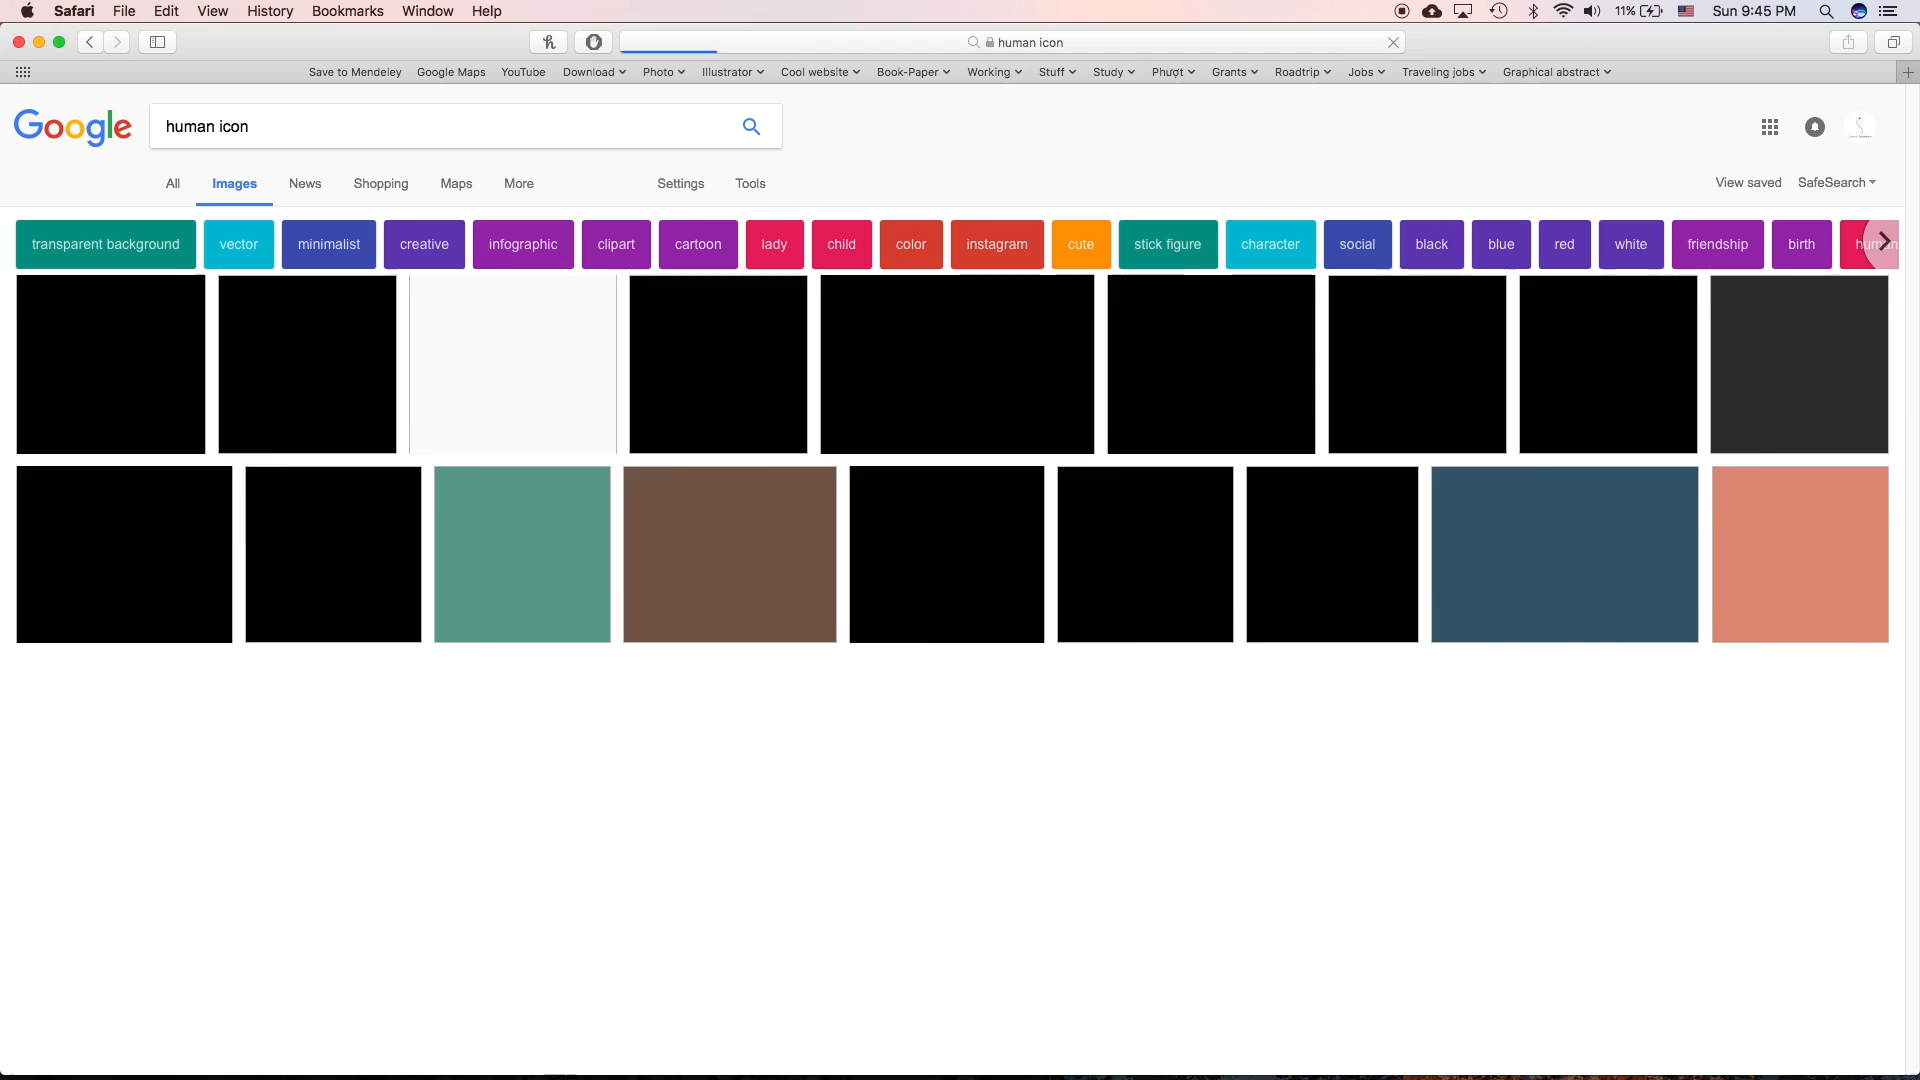 Safari File Edit View History Bookmarks Window Help 11% Sun 9:45 PM
human icon
Save to Mendeley Google Maps YouTube Download Photo Illustrator Cool website Book-Paper Working Stuff Study Phượt Grants Roadtrip Jobs Traveling jobs Graphical abstract
Google human icon
All Images News Shopping Maps More Settings Tools View saved SafeSearch
transparent background vector minimalist creative infographic clipart cartoon lady child color instagram cute stick figure character social black blue red white friendship birth